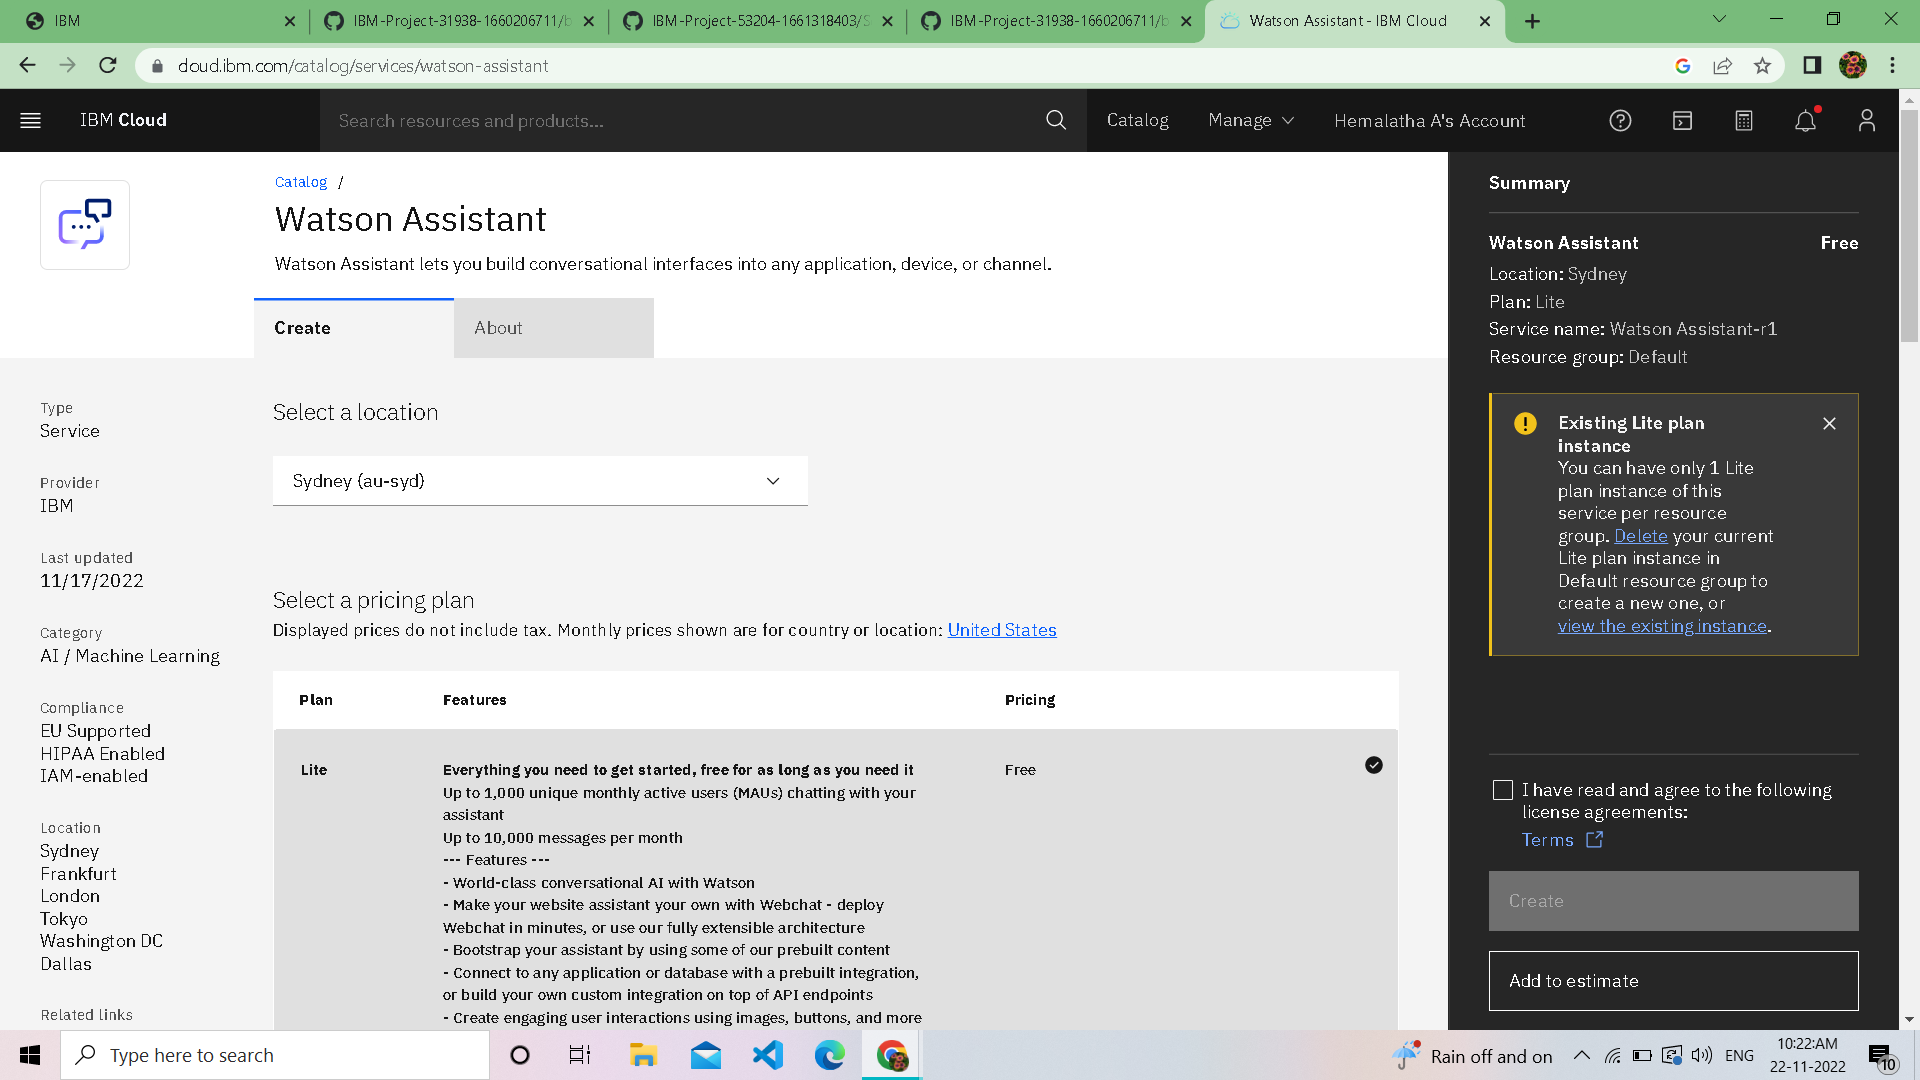 IBM
IBM-Project-31938-1660206711/b
IBM-Project-53204-1661318403/S
IBM-Project-31938-1660206711/b
Watson Assistant - IBM Cloud
cloud.ibm.com/catalog/services/watson-assistant
IBM Cloud
Search resources and products...
Catalog
Manage
Hemalatha A's Account
Catalog /
Watson Assistant
Watson Assistant lets you build conversational interfaces into any application, device, or channel.
Create
About
Type
Service
Provider
IBM
Last updated
11/17/2022
Category
AI / Machine Learning
Compliance
EU Supported
HIPAA Enabled
IAM-enabled
Location
Sydney
Frankfurt
London
Tokyo
Washington DC
Dallas
Related links
Select a location
Sydney (au-syd)
Select a pricing plan
Displayed prices do not include tax. Monthly prices shown are for country or location: United States
Plan
Features
Pricing
Lite
Everything you need to get started, free for as long as you need it
Up to 1,000 unique monthly active users (MAUs) chatting with your
assistant
Up to 10,000 messages per month
--- Features ---
- World-class conversational AI with Watson
- Make your website assistant your own with Webchat - deploy
Webchat in minutes, or use our fully extensible architecture
- Bootstrap your assistant by using some of our prebuilt content
- Connect to any application or database with a prebuilt integration,
or build your own custom integration on top of API endpoints
- Create engaging user interactions using images, buttons, and more
Free
Summary
Watson Assistant
Free
Location: Sydney
Plan: Lite
Service name: Watson Assistant-r1
Resource group: Default
Existing Lite plan
instance
You can have only 1 Lite
plan instance of this
service per resource
group. Delete your current
Lite plan instance in
Default resource group to
create a new one, or
view the existing instance.
I have read and agree to the following
license agreements:
Terms
Create
Add to estimate
Type here to search
Rain off and on
ENG
10:22:AM
22-11-2022
10